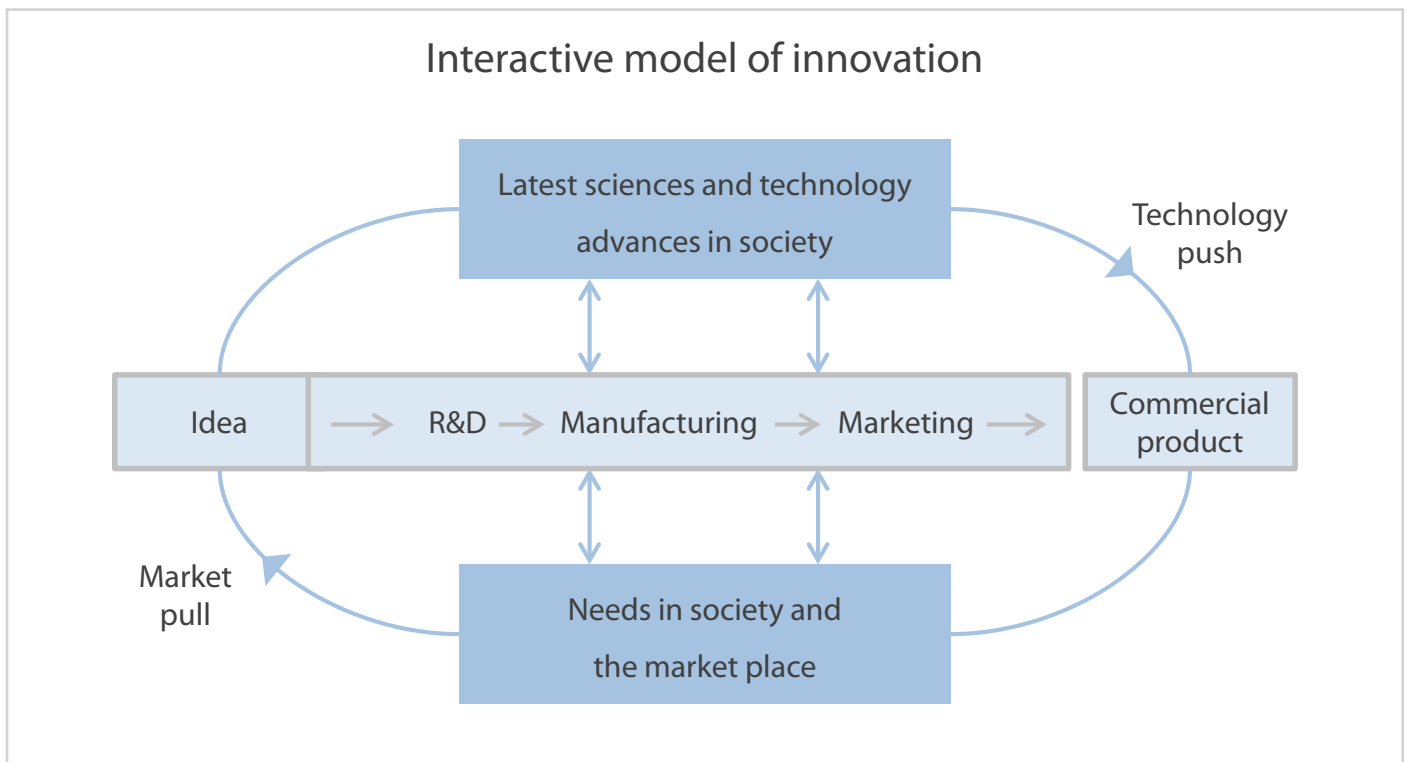 Interactive model of innovation
Latest sciences and technology
advances in society
Technology
push
Idea
R&D
Manufacturing
Marketing
Commercial
product
Market
pull
Needs in society and
the market place